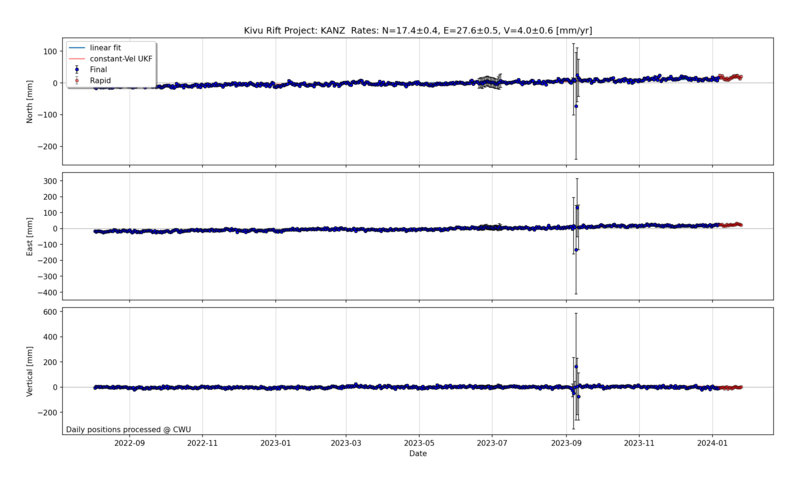 Kivu Rift Project: KANZ  Rates: N=17.4±0.4, E=27.6±0.5, V=4.0±0.6 [mm/yr]
linear fit
constant-Vel UKF
Final
Rapid
100
0
−100
−200
North [mm]
300
200
100
0
−100
−200
−300
−400
East [mm]
600
400
200
0
−200
Vertical [mm]
Daily positions processed @ CWU
2022-09 2022-11 2023-01 2023-03 2023-05 2023-07 2023-09 2023-11 2024-01
Date